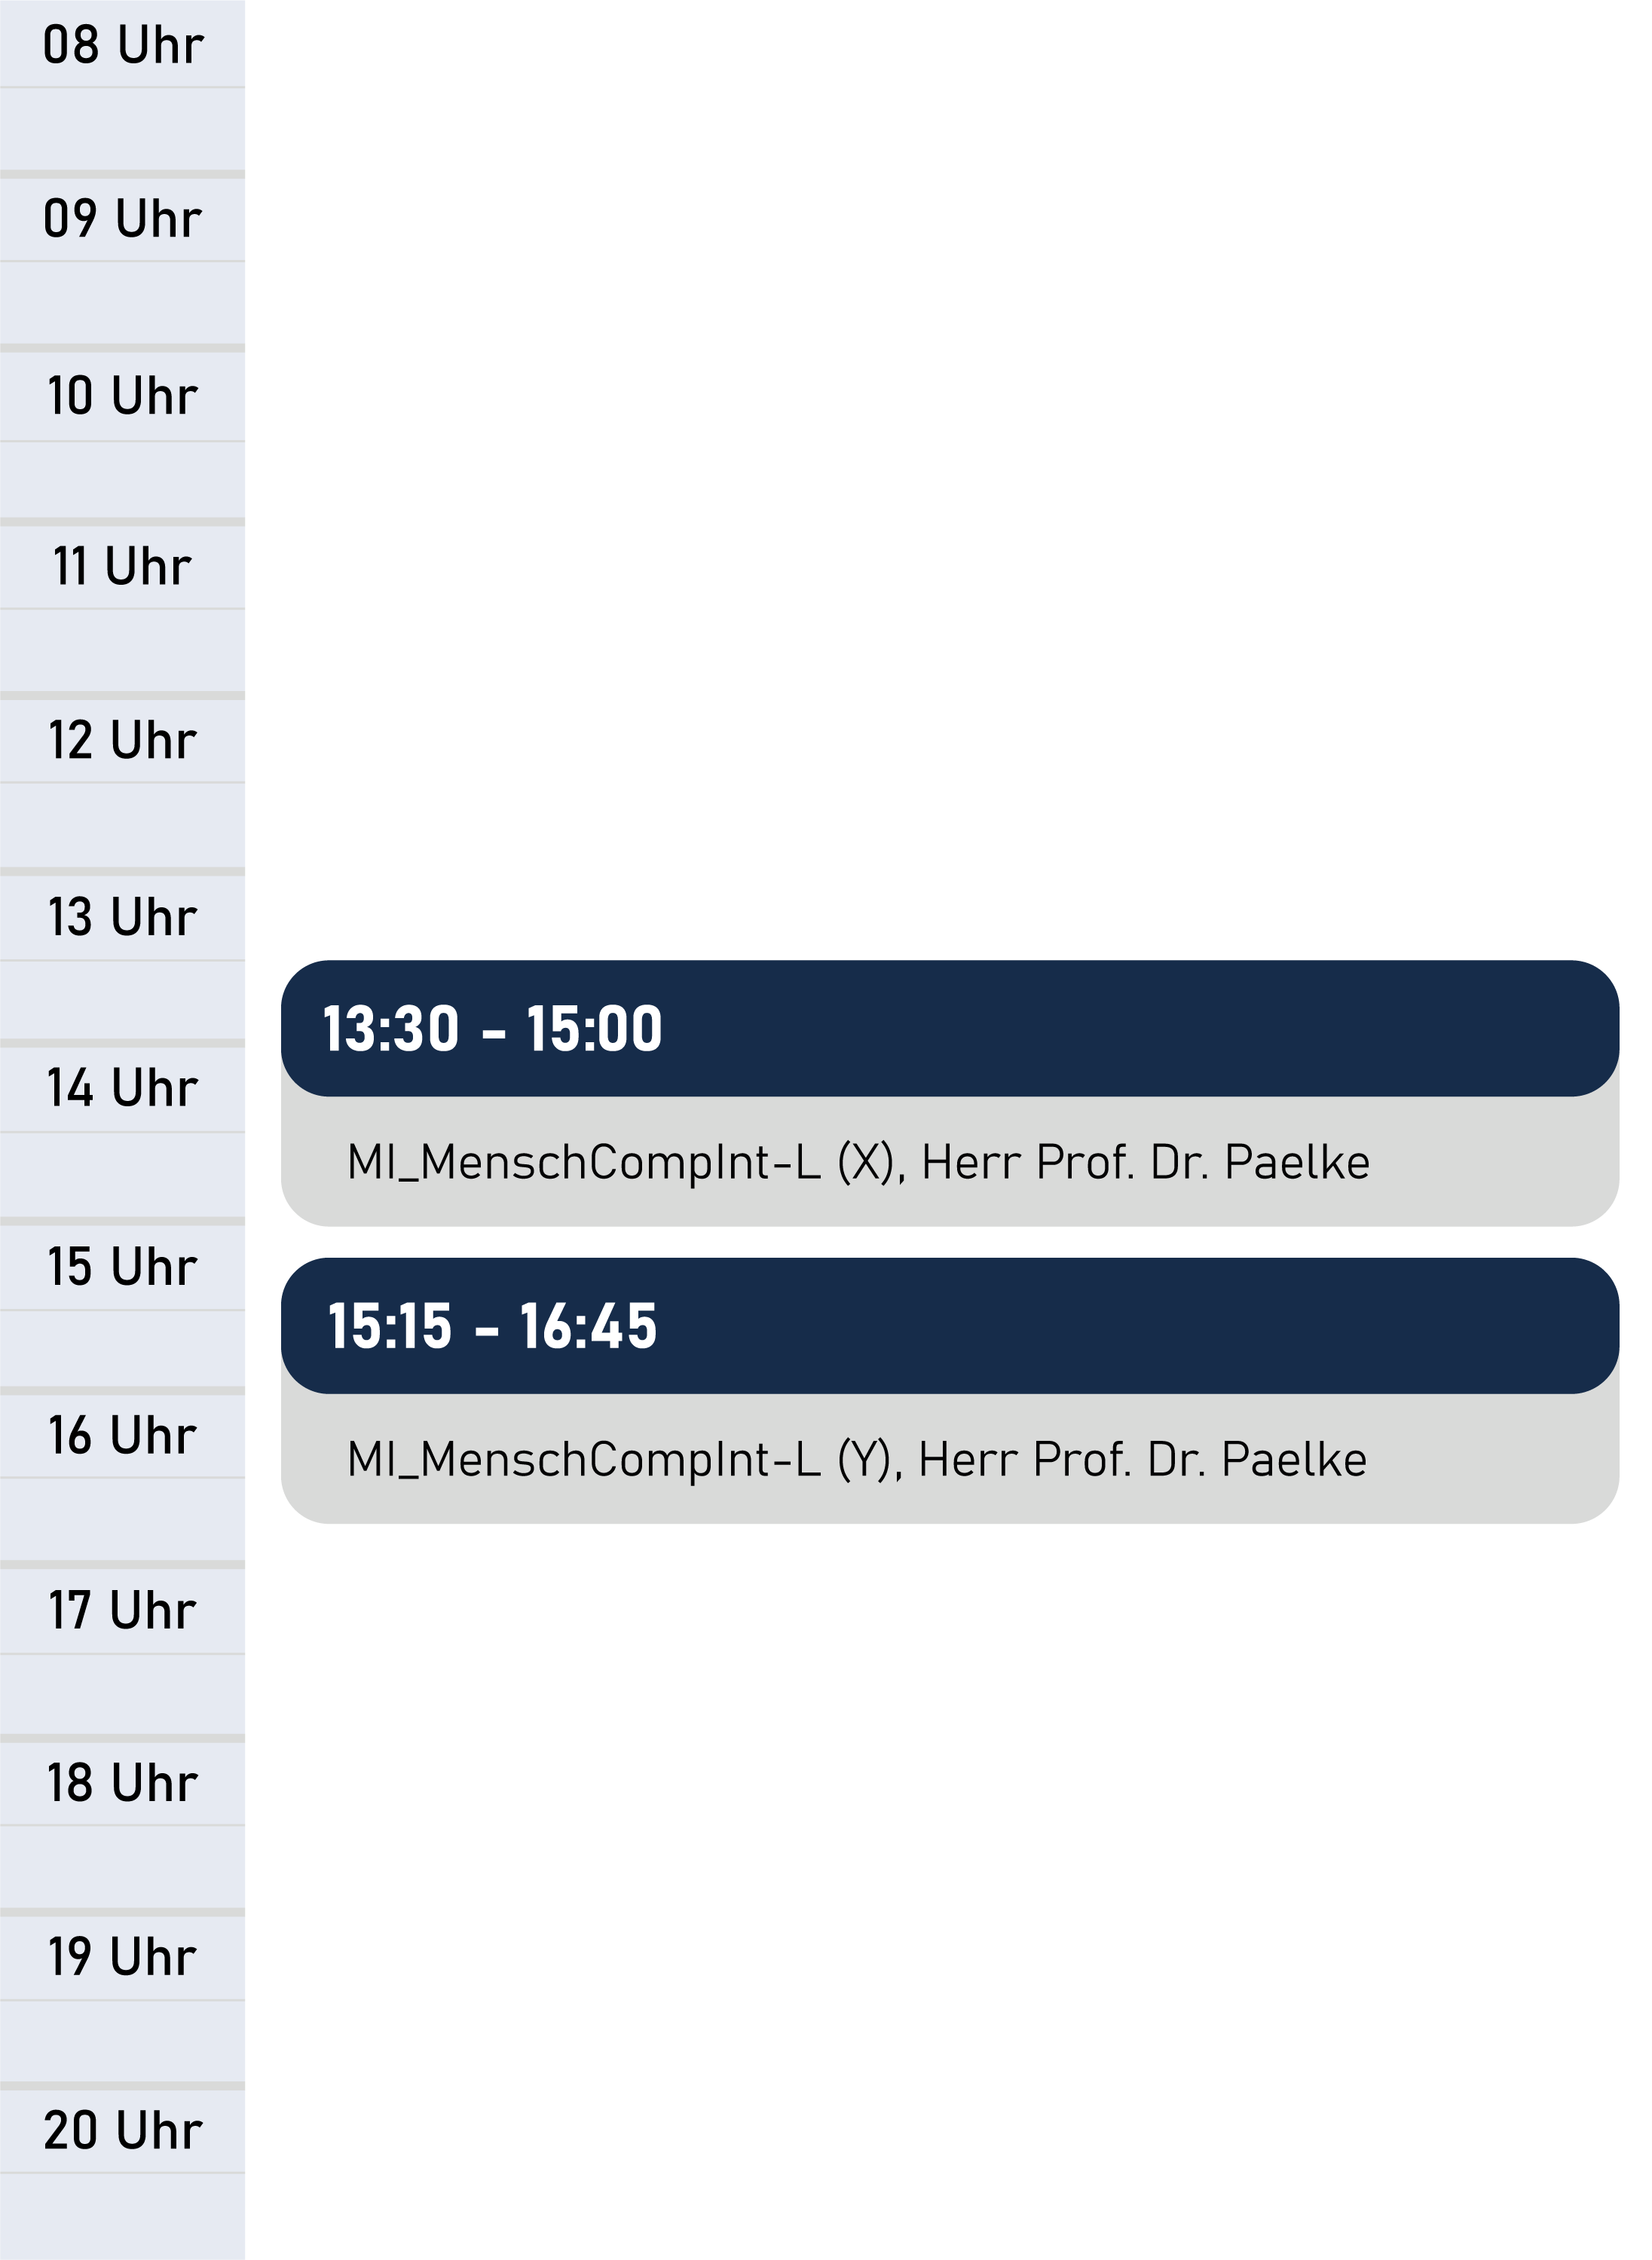 08 Uhr
09 Uhr
10 Uhr
11 Uhr
12 Uhr
13 Uhr
13:30 - 15:00
14 Uhr
MI_MenschCompInt-L (X), Herr Prof. Dr. Paelke
15 Uhr
15:15 - 16:45
16 Uhr
MI_MenschCompInt-L (Y), Herr Prof. Dr. Paelke
17 Uhr
18 Uhr
19 Uhr
20 Uhr